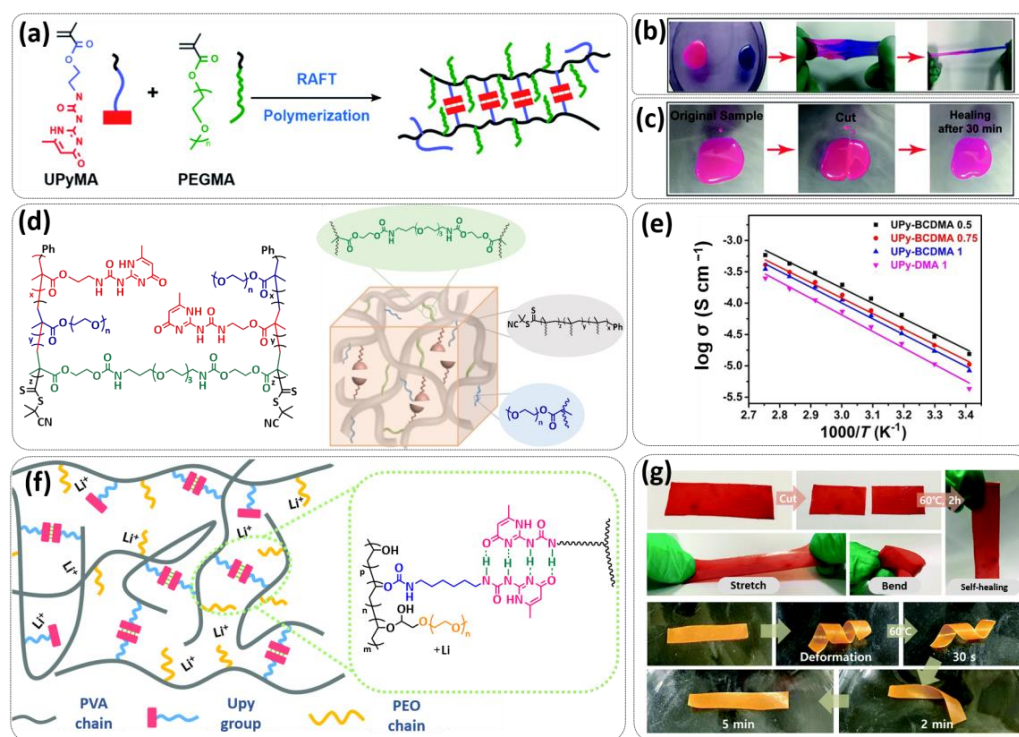 (a)
O
O
N
O
N
N
HN
N
O
UPyMA
+
O
O
O
n
PEGMA
RAFT
Polymerization
(b)
(c)
Original Sample
Cut
Healing
after 30 min
(d)
Ph
Ph
CN
NC
Ph
(e)
UPy-BCDMA 0.5
UPy-BCDMA 0.75
UPy-BCDMA 1
UPy-DMA 1
log σ (S cm⁻¹)
-3.0
-3.5
-4.0
-4.5
-5.0
-5.5
2.8
2.9
3.0
3.1
3.2
3.3
3.4
1000/T (K⁻¹)
(f)
Li⁺
Li⁺
Li⁺
Li⁺
Li⁺
Li⁺
Li⁺
Li⁺
OH
p
n
m
+Li
PVA
chain
Upy
group
PEO
chain
(g)
Cut
60℃, 2h
Stretch
Bend
Self-healing
Deformation
60℃
30 s
5 min
2 min